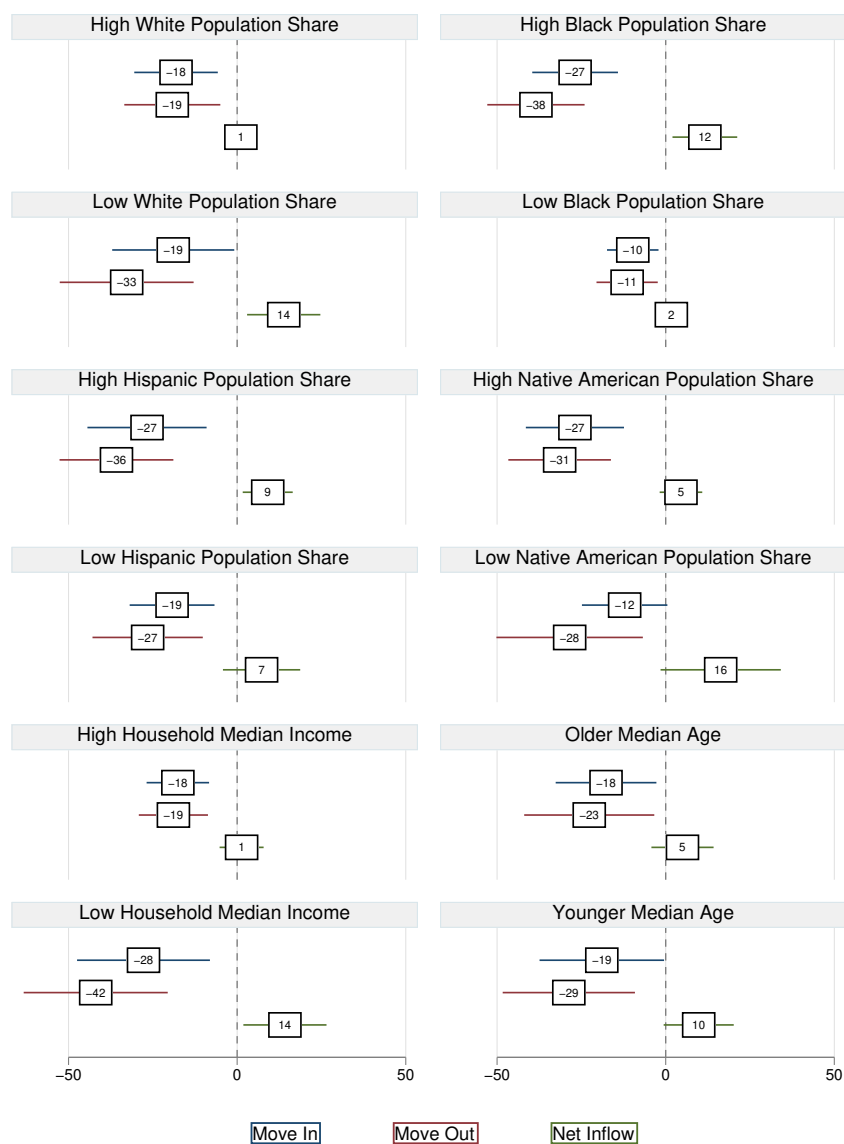 High White Population Share
−18
−19
1
High Black Population Share
−27
−38
12
Low White Population Share
−19
−33
14
Low Black Population Share
−10
−11
2
High Hispanic Population Share
−27
−36
9
High Native American Population Share
−27
−31
5
Low Hispanic Population Share
−19
−27
7
Low Native American Population Share
−12
−28
16
High Household Median Income
−18
−19
1
Older Median Age
−18
−23
5
Low Household Median Income
−28
−42
14
Younger Median Age
−19
−29
10
−50 0 50 −50 0 50
Move In Move Out Net Inflow